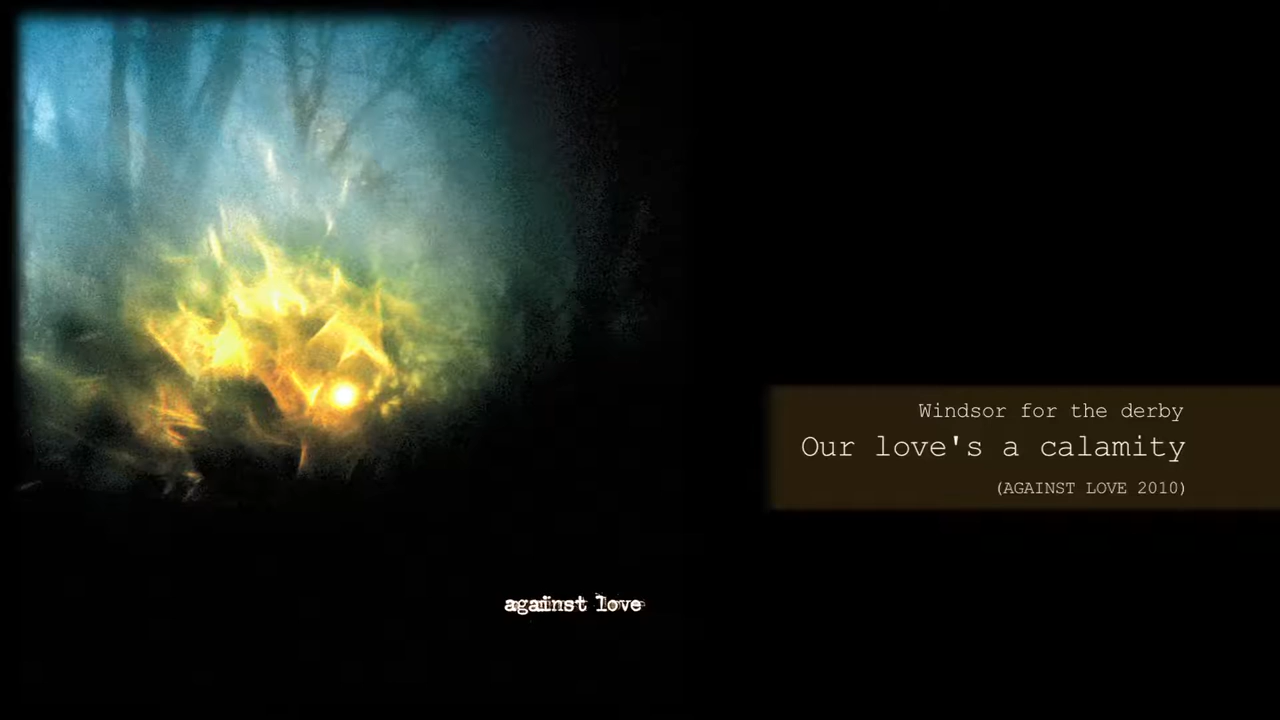 Windsor for the derby
Our love's a calamity
(AGAINST LOVE 2010)
against love